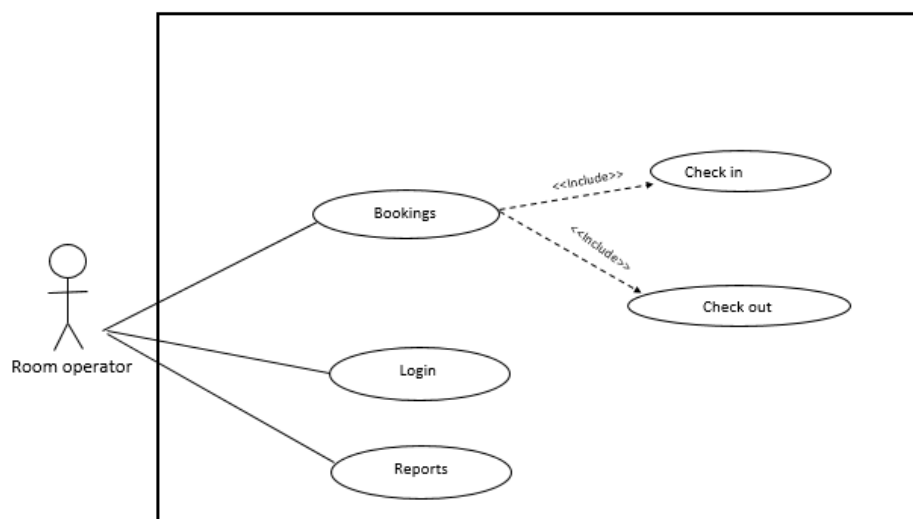 <<Include>>
Check in
Bookings
<<Include>>
Check out
Room operator
Login
Reports